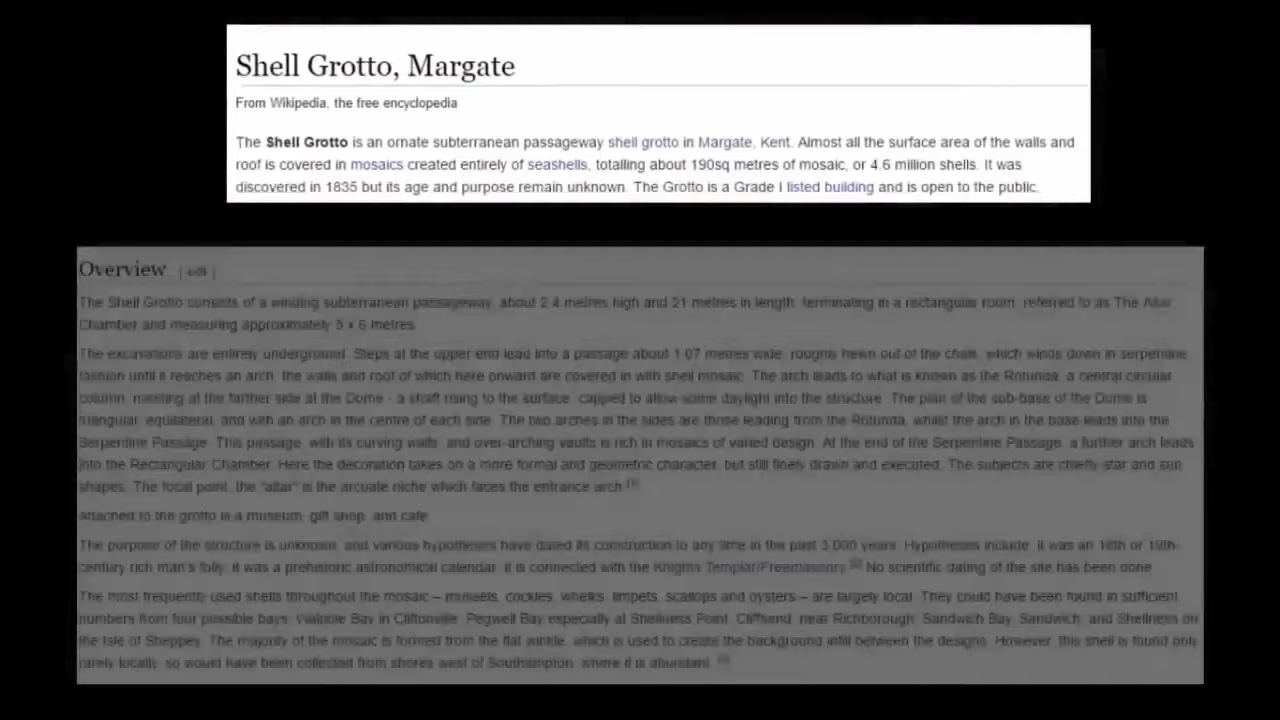 Shell Grotto, Margate
From Wikipedia, the free encyclopedia
The Shell Grotto is an ornate subterranean passageway shell grotto in Margate, Kent. Almost all the surface area of the walls and
roof is covered in mosaics created entirely of seashells, totalling about 190sq metres of mosaic, or 4.6 million shells. It was
discovered in 1835 but its age and purpose remain unknown. The Grotto is a Grade I listed building and is open to the public.
Overview [ edit ]
The Shell Grotto consists of a winding subterranean passageway, about 2.4 metres high and 21 metres in length, terminating in a rectangular room, referred to as The Altar
Chamber and measuring approximately 5 x 6 metres.
The excavations are entirely underground. Steps at the upper end lead into a passage about 1.07 metres wide, roughly hewn out of the chalk, which winds down in serpentine
fashion until it reaches an arch, the walls and roof of which here onward are covered in with shell mosaic. The arch leads to what is known as the Rotunda, a central circular
column, meeting at the farther side at the Dome - a shaft rising to the surface, capped to allow some daylight into the structure. The plan of the sub-base of the Dome is
triangular, equilateral, and with an arch in the centre of each side. The two arches in the sides are those leading from the Rotunda, whilst the arch in the base leads into the
Serpentine Passage. This passage, with its curving walls, and over-arching vaults is rich in mosaics of varied design. At the end of the Serpentine Passage, a further arch leads
into the Rectangular Chamber. Here the decoration takes on a more formal and geometric character, but still finely drawn and executed. The subjects are chiefly star and sun
shapes. The focal point, the "altar" is the arcuate niche which faces the entrance arch.
Attached to the grotto is a museum, gift shop, and cafe.
The purpose of the structure is unknown, and various hypotheses have dated its construction to any time in the past 3,000 years. Hypotheses include: it was an 18th or 19th-
century rich man's folly; it was a prehistoric astronomical calendar; it is connected with the Knights Templar/Freemasonry. No scientific dating of the site has been done.
The most frequently used shells throughout the mosaic – mussels, cockles, whelks, limpets, scallops and oysters – are largely local. They could have been found in sufficient
numbers from four possible bays: Walpole Bay in Cliftonville; Pegwell Bay especially at Shellness Point, Cliffsend, near Richborough; Sandwich Bay, Sandwich; and Shellness on
the Isle of Sheppey. The majority of the mosaic is formed from the flat winkle, which is used to create the background infill between the designs. However, this shell is found only
rarely locally, so would have been collected from shores west of Southampton, where it is abundant.